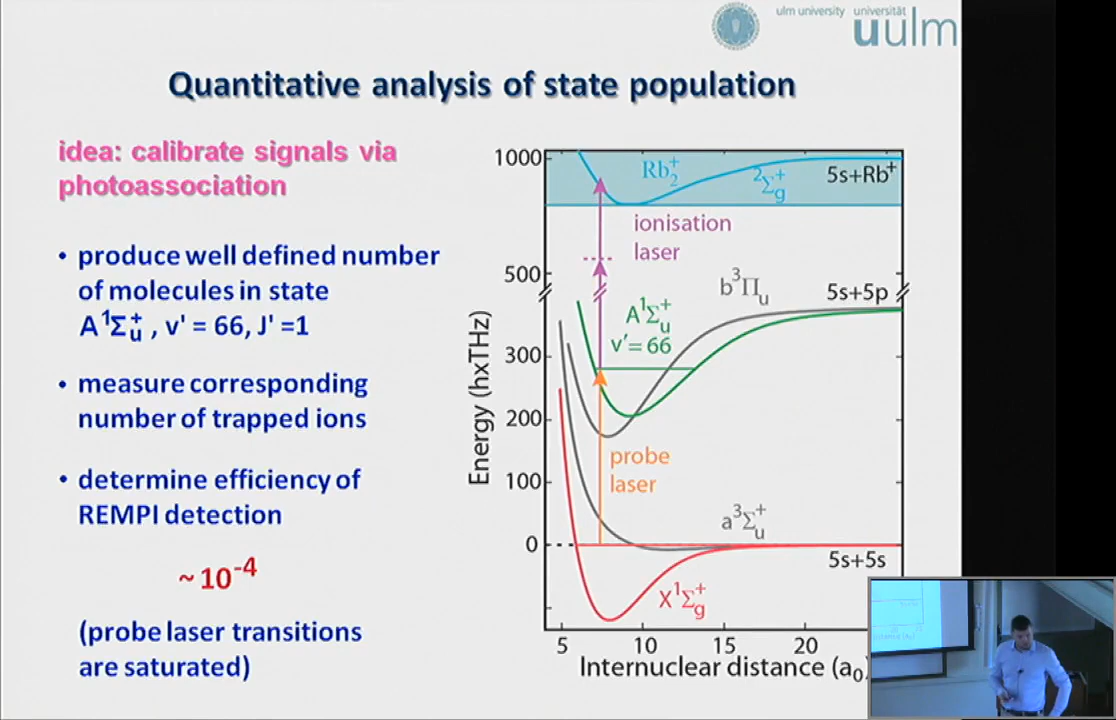 ulm university universität
uulm
Quantitative analysis of state population
idea: calibrate signals via
photoassociation
• produce well defined number
of molecules in state
A¹Σᵤ⁺, v' = 66, J' =1
• measure corresponding
number of trapped ions
• determine efficiency of
REMPI detection
~ 10⁻⁴
(probe laser transitions
are saturated)
1000
500
300
200
100
0
Energy (hxTHz)
Rb₂⁺
²Σg⁺
5s+Rb⁺
ionisation
laser
b³Πᵤ
5s+5p
A¹Σᵤ⁺
v'= 66
probe
laser
a³Σᵤ⁺
5s+5s
X¹Σg⁺
5 10 15 20
Internuclear distance (a₀)